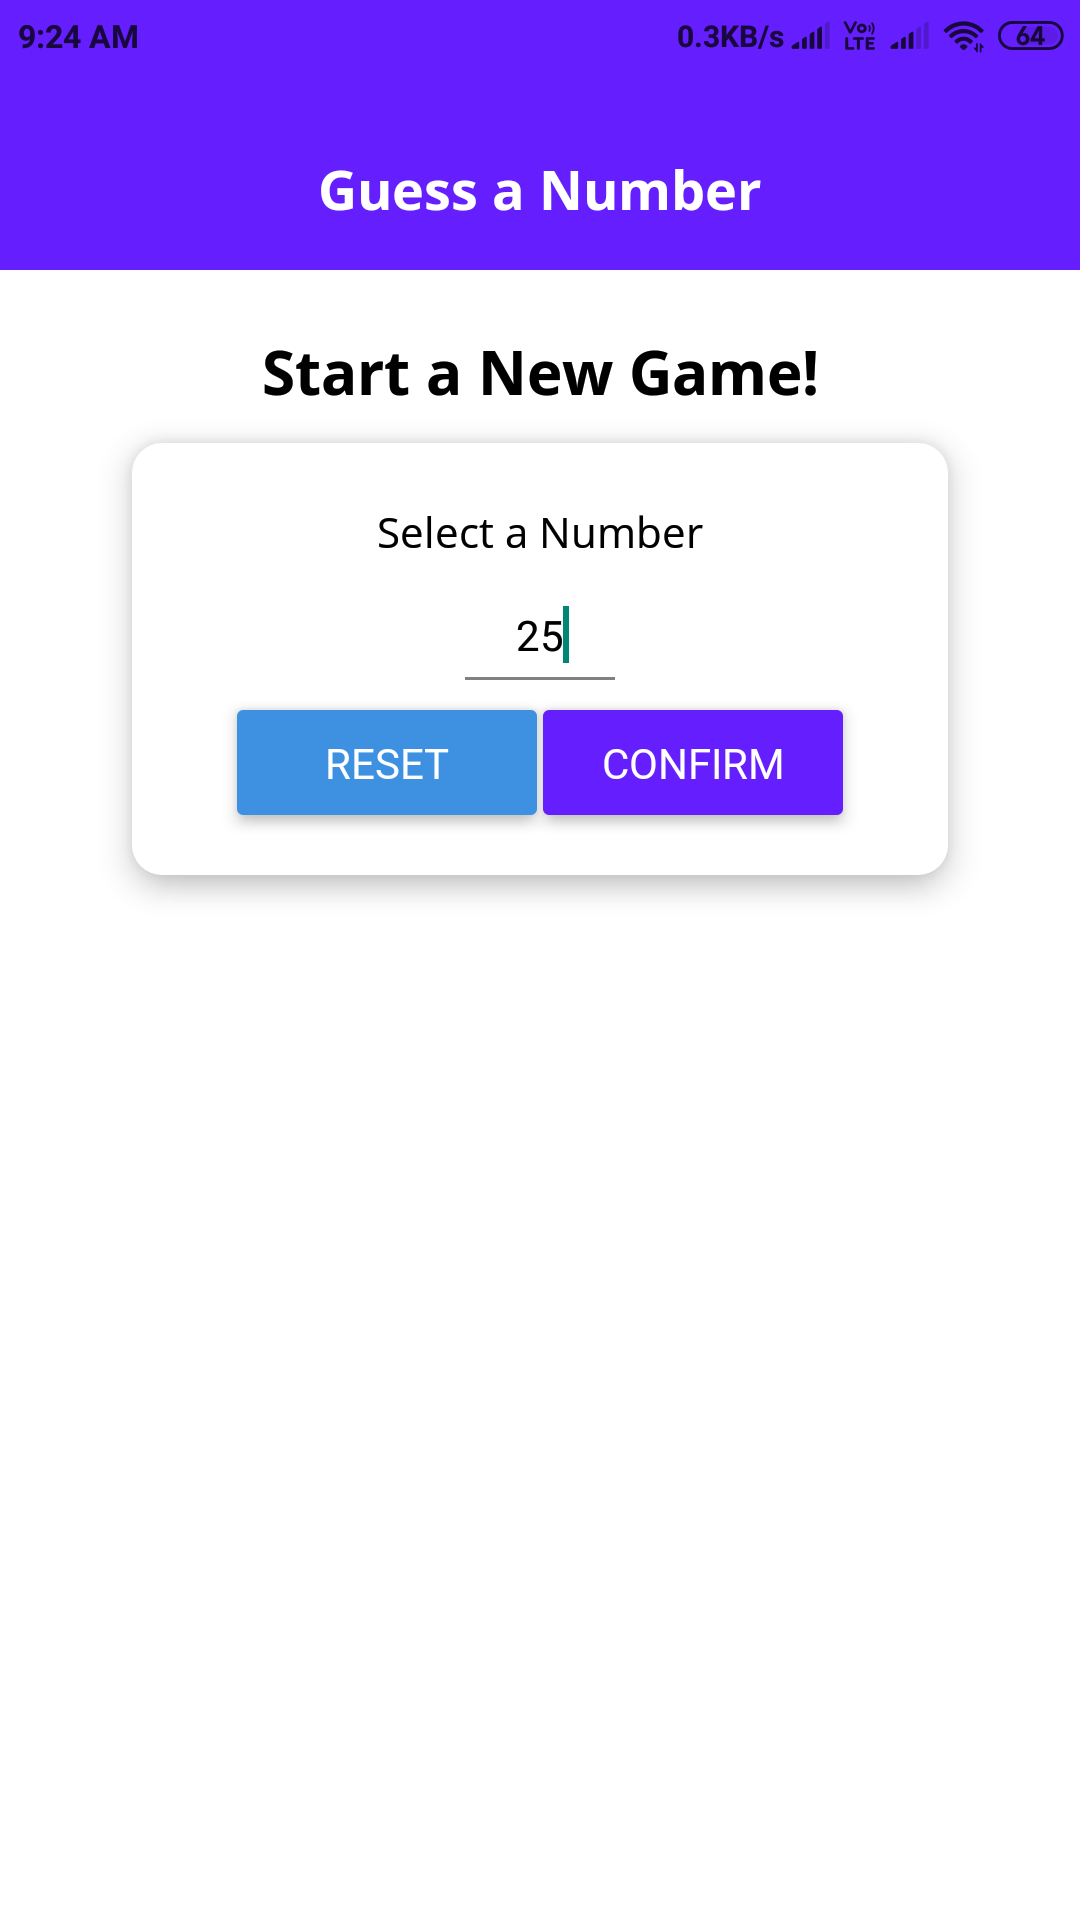 9:24 AM 0.3KB/s Vo LTE 64
Guess a Number
Start a New Game!
Select a Number
25
RESET CONFIRM